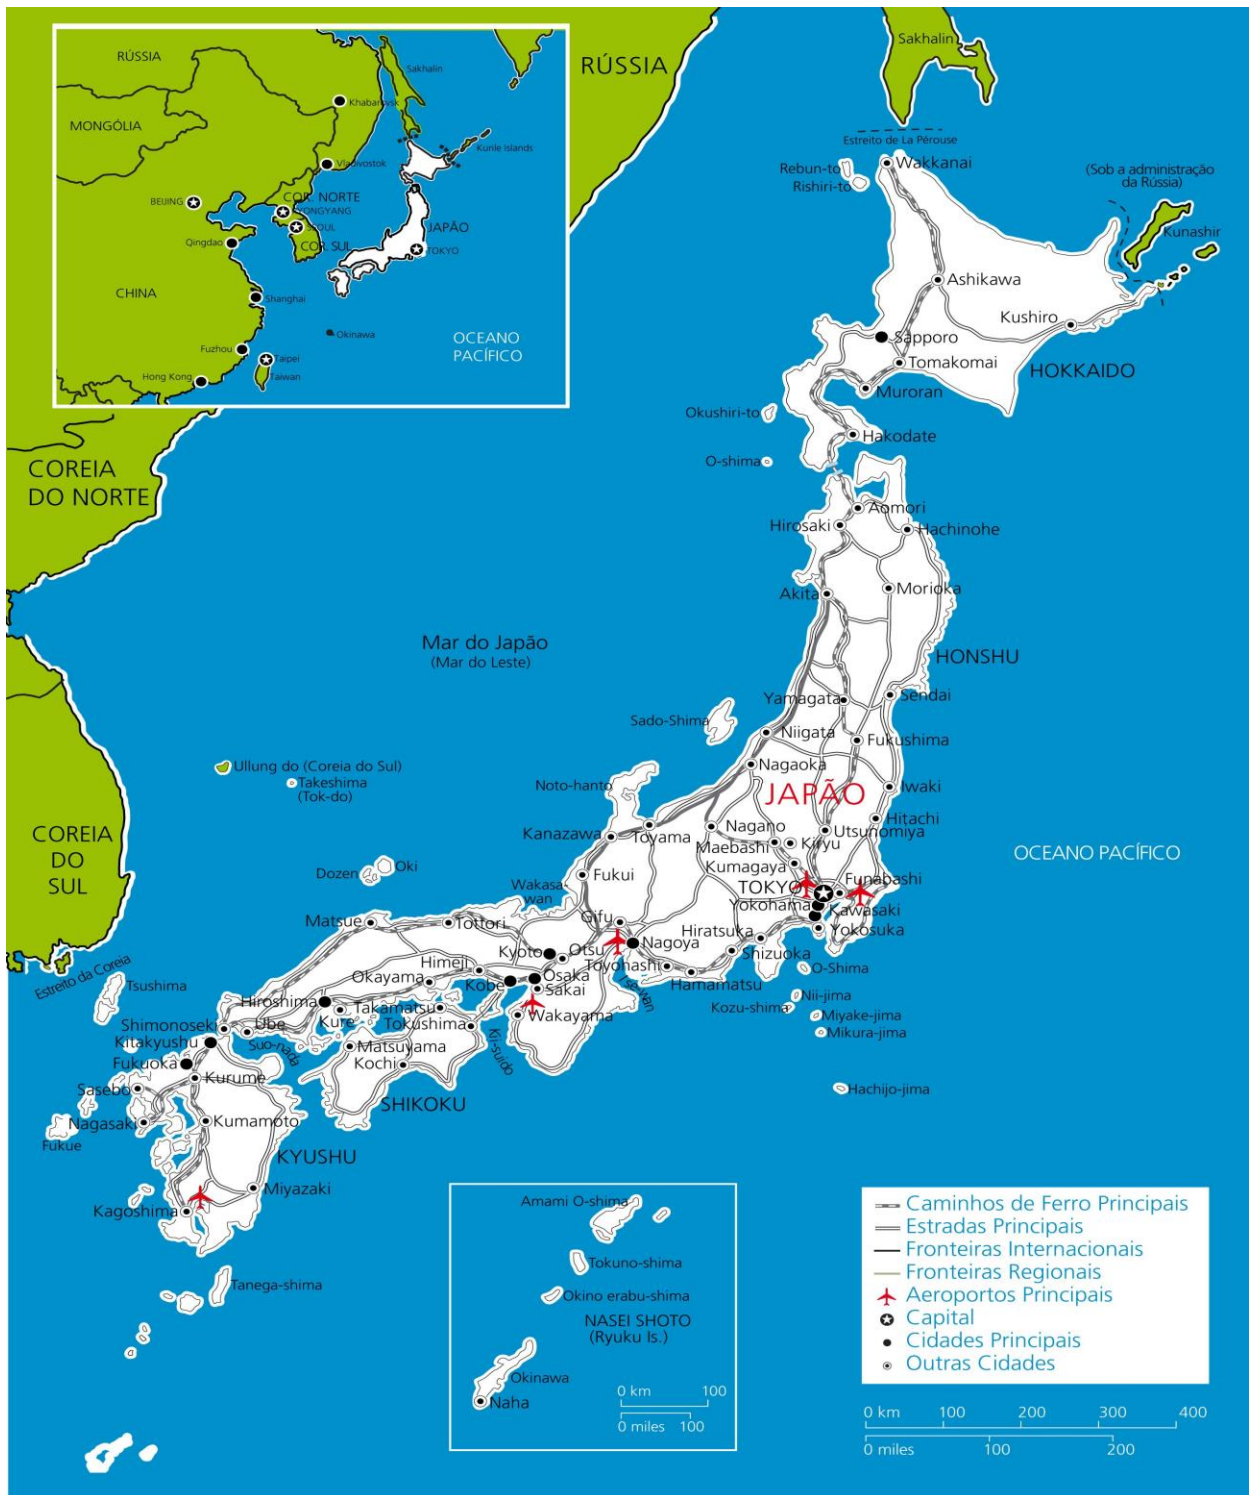 RÚSSIA
Sakhalin
MONGÓLIA
Khabarovsk
Kurile Islands
Vladivostok
BEIJING
COR. NORTE
PYONGYANG
SEOUL
COR. SUL
JAPÃO
TOKYO
Qingdao
CHINA
Shanghai
Okinawa
OCEANO
PACÍFICO
Fuzhou
Taipei
Taiwan
Hong Kong
RÚSSIA
Sakhalin
Estreito de La Pérouse
Wakkanai
Rebun-to
Rishiri-to
(Sob a administração
da Rússia)
Kunashir
Ashikawa
Kushiro
Sapporo
Tomakomai
HOKKAIDO
Muroran
Okushiri-to
Hakodate
O-shima
COREIA
DO NORTE
Aomori
Hirosaki
Hachinohe
Akita
Morioka
Mar do Japão
(Mar do Leste)
HONSHU
Yamagata
Sendai
Sado-Shima
Niigata
Fukushima
Ullung do (Coreia do Sul)
Takeshima
(Tok-do)
Nagaoka
Noto-hanto
JAPÃO
Iwaki
Hitachi
COREIA
DO
SUL
Kanazawa
Toyama
Nagano
Utsunomiya
Maebashi
Kiryu
OCEANO PACÍFICO
Kumagaya
Oki
Dozen
Fukui
Wakasa-
wan
TOKYO
Funabashi
Yokohama
Kawasaki
Matsue
Tottori
Gifu
Yokosuka
Hiratsuka
Nagoya
Kyoto
Otsu
Shizuoka
Estreito da Coreia
Himeji
Toyohashi
O-Shima
Tsushima
Okayama
Kobe
Osaka
Hamamatsu
Sakai
Ise-wan
Hiroshima
Nii-jima
Kozu-shima
Takamatsu
Kure
Wakayama
Miyake-jima
Shimonoseki
Ube
Tokushima
Mikura-jima
Kitakyushu
Suo-nada
Matsuyama
Kii-suido
Fukuoka
Kochi
Kurume
Sasebo
SHIKOKU
Hachijo-jima
Nagasaki
Kumamoto
Fukue
KYUSHU
Miyazaki
Kagoshima
Tanega-shima
Amami O-shima
Tokuno-shima
Okino erabu-shima
NASEI SHOTO
(Ryuku Is.)
Okinawa
Naha
0 km 100
0 miles 100
Caminhos de Ferro Principais
Estradas Principais
Fronteiras Internacionais
Fronteiras Regionais
Aeroportos Principais
Capital
Cidades Principais
Outras Cidades
0 km 100 200 300 400
0 miles 100 200